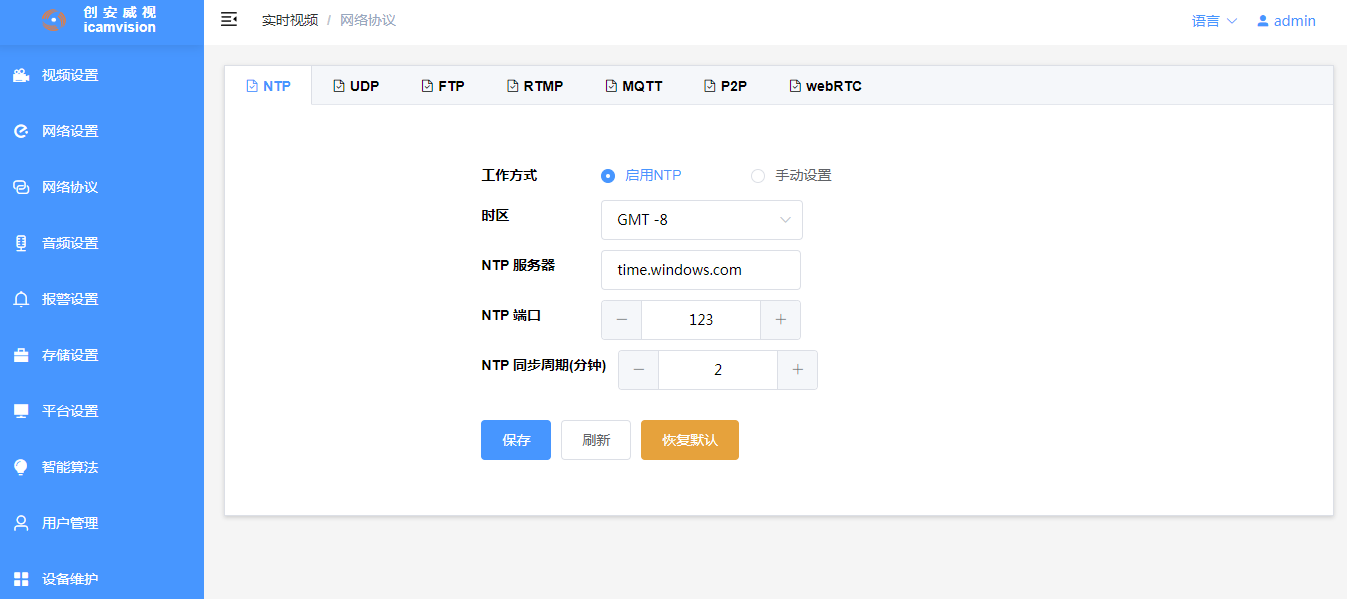 创安威视
icamvision
实时视频 / 网络协议
语言
admin
视频设置
网络设置
网络协议
音频设置
报警设置
存储设置
平台设置
智能算法
用户管理
设备维护
NTP
UDP
FTP
RTMP
MQTT
P2P
webRTC
工作方式
启用NTP
手动设置
时区
GMT -8
NTP 服务器
time.windows.com
NTP 端口
123
NTP 同步周期(分钟)
2
保存
刷新
恢复默认